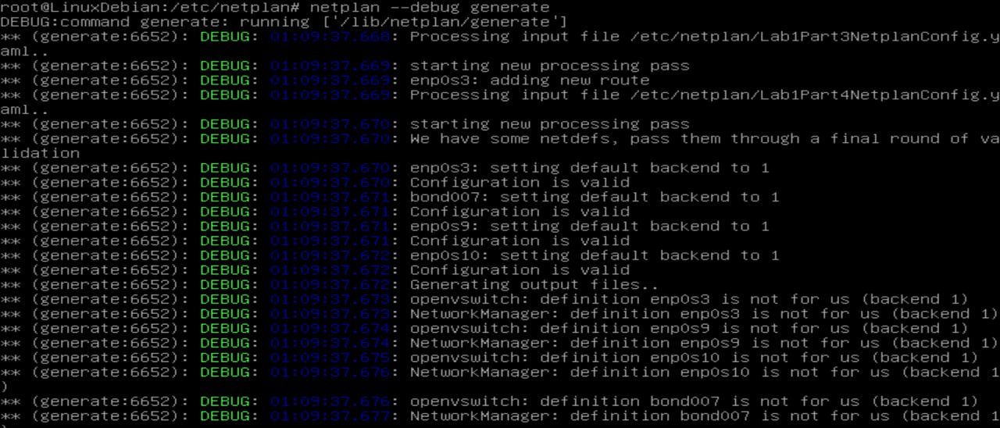 root@LinuxDebian:/etc/netplan# netplan --debug generate
DEBUG:command generate: running ['/lib/netplan/generate']
** (generate:6652): DEBUG: 01:09:37.668: Processing input file /etc/netplan/Lab1Part3NetplanConfig.y
aml..
** (generate:6652): DEBUG: 01:09:37.669: starting new processing pass
** (generate:6652): DEBUG: 01:09:37.669: enp0s3: adding new route
** (generate:6652): DEBUG: 01:09:37.669: Processing input file /etc/netplan/Lab1Part4NetplanConfig.y
aml..
** (generate:6652): DEBUG: 01:09:37.670: starting new processing pass
** (generate:6652): DEBUG: 01:09:37.670: We have some netdefs, pass them through a final round of va
lidation
** (generate:6652): DEBUG: 01:09:37.670: enp0s3: setting default backend to 1
** (generate:6652): DEBUG: 01:09:37.670: Configuration is valid
** (generate:6652): DEBUG: 01:09:37.671: bond007: setting default backend to 1
** (generate:6652): DEBUG: 01:09:37.671: Configuration is valid
** (generate:6652): DEBUG: 01:09:37.671: enp0s9: setting default backend to 1
** (generate:6652): DEBUG: 01:09:37.671: Configuration is valid
** (generate:6652): DEBUG: 01:09:37.672: enp0s10: setting default backend to 1
** (generate:6652): DEBUG: 01:09:37.672: Configuration is valid
** (generate:6652): DEBUG: 01:09:37.672: Generating output files..
** (generate:6652): DEBUG: 01:09:37.673: openvswitch: definition enp0s3 is not for us (backend 1)
** (generate:6652): DEBUG: 01:09:37.673: NetworkManager: definition enp0s3 is not for us (backend 1)
** (generate:6652): DEBUG: 01:09:37.674: openvswitch: definition enp0s9 is not for us (backend 1)
** (generate:6652): DEBUG: 01:09:37.674: NetworkManager: definition enp0s9 is not for us (backend 1)
** (generate:6652): DEBUG: 01:09:37.675: openvswitch: definition enp0s10 is not for us (backend 1)
** (generate:6652): DEBUG: 01:09:37.676: NetworkManager: definition enp0s10 is not for us (backend 1
)
** (generate:6652): DEBUG: 01:09:37.676: openvswitch: definition bond007 is not for us (backend 1)
** (generate:6652): DEBUG: 01:09:37.677: NetworkManager: definition bond007 is not for us (backend 1
)